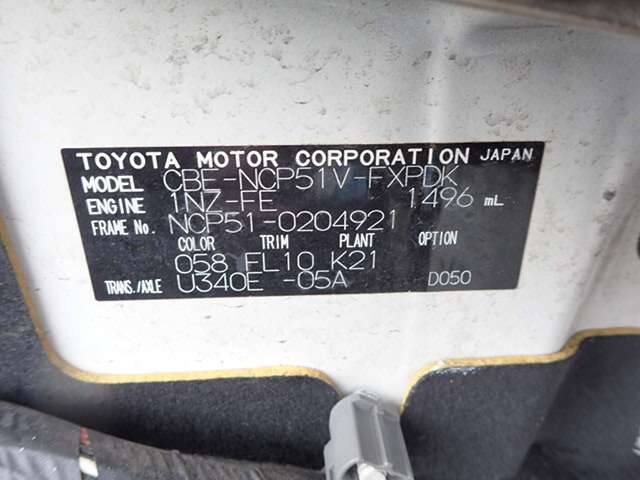 TOYOTA MOTOR CORPORATION JAPAN
MODEL CBE-NCP51V-FXPDK
ENGINE 1NZ-FE 1496 mL
FRAME No. NCP51-0204921
COLOR TRIM PLANT OPTION
058 FL10 K21
TRANS./AXLE U340E -05A D050